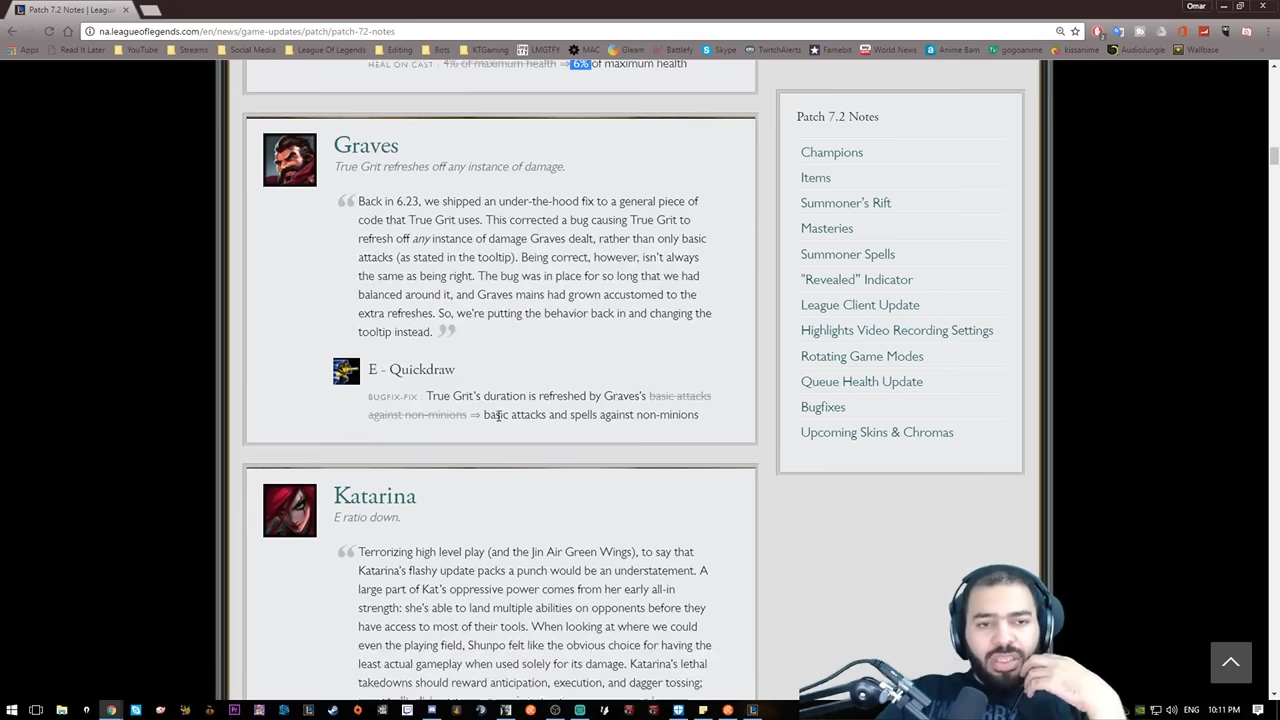 Patch 7.2 Notes | Leagu
Omar
na.leagueoflegends.com/en/news/game-updates/patch/patch-72-notes
Apps
Read It Later
YouTube
Streams
Social Media
League Of Legends
Editing
Bots
KTGaming
LMGTFY
MAC
Gleam
Battlefy
Skype
TwitchAlerts
Famebit
World News
Anime Bam
gogoanime
kissanime
AudioJungle
Wallbase
HEAL ON CAST : 4% of maximum health ⇒ 6% of maximum health
Graves
True Grit refreshes off any instance of damage.
Back in 6.23, we shipped an under-the-hood fix to a general piece of
code that True Grit uses. This corrected a bug causing True Grit to
refresh off any instance of damage Graves dealt, rather than only basic
attacks (as stated in the tooltip). Being correct, however, isn't always
the same as being right. The bug was in place for so long that we had
balanced around it, and Graves mains had grown accustomed to the
extra refreshes. So, we're putting the behavior back in and changing the
tooltip instead.
E - Quickdraw
BUGFIX-FIX : True Grit's duration is refreshed by Graves's basic attacks
against non-minions ⇒ basic attacks and spells against non-minions
Katarina
E ratio down.
Terrorizing high level play (and the Jin Air Green Wings), to say that
Katarina's flashy update packs a punch would be an understatement. A
large part of Kat's oppressive power comes from her early all-in
strength: she's able to land multiple abilities on opponents before they
have access to most of their tools. When looking at where we could
even the playing field, Shunpo felt like the obvious choice for having the
least actual gameplay when used solely for its damage. Katarina's lethal
takedowns should reward anticipation, execution, and dagger tossing;
Patch 7.2 Notes
Champions
Items
Summoner's Rift
Masteries
Summoner Spells
"Revealed" Indicator
League Client Update
Highlights Video Recording Settings
Rotating Game Modes
Queue Health Update
Bugfixes
Upcoming Skins & Chromas
10:11 PM